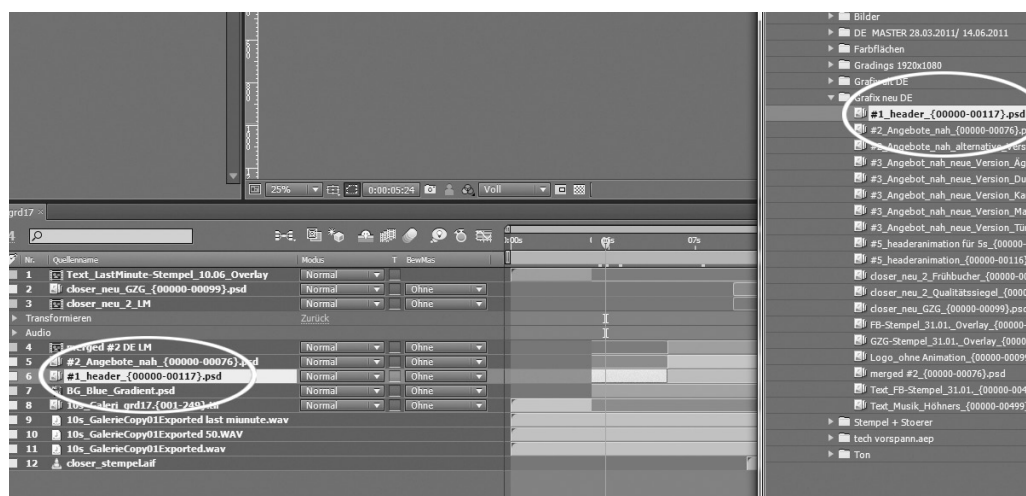 Bilder
DE MASTER 28.03.2011/ 14.06.2011
Farbflächen
Gradings 1920x1080
Grafix alt DE
Grafix neu DE
#1_header_{00000-00117}.psd
#2_Angebote_nah_{00000-00076}.p
#2_Angebote_nah_alternative_Vers
#3_Angebot_nah_neue_Version_Äg
#3_Angebot_nah_neue_Version_Du
#3_Angebot_nah_neue_Version_Ka
#3_Angebot_nah_neue_Version_Ma
#3_Angebot_nah_neue_Version_Tür
#5_headeranimation für 5s_{00000-
#5_headeranimation_{00000-00116}
closer_neu_2_Frühbucher_{00000-00
closer_neu_2_Qualitätssiegel_{0000
closer_neu_GZG_{00000-00099}.psd
FB-Stempel_31.01._Overlay_{00000-
GZG-Stempel_31.01._Overlay_{0000
Logo_ohne Animation_{00000-00099
merged #2_{00000-00076}.psd
Text_FB-Stempel_31.01._{00000-004
Text_Musik_Höhners_{00000-00499}
Stempel + Stoerer
tech vorspann.aep
Ton
25% 0:00:05:24 Voll
grd17 ×
):00s 07s
Nr. Quellenname Modus T BewMas
1 Text_LastMinute-Stempel_10.06_Overlay Normal
2 closer_neu_GZG_{00000-00099}.psd Normal Ohne
3 closer_neu_2_LM Normal Ohne
Transformieren Zurück
Audio
4 merged #2 DE LM Normal Ohne
5 #2_Angebote_nah_{00000-00076}.psd Normal Ohne
6 #1_header_{00000-00117}.psd Normal Ohne
7 BG_Blue_Gradient.psd Normal Ohne
8 10s_Galeri_grd17.{001-249}.tif Normal Ohne
9 10s_GalerieCopy01Exported last miunute.wav
10 10s_GalerieCopy01Exported 50.WAV
11 10s_GalerieCopy01Exported.wav
12 closer_stempel.aif